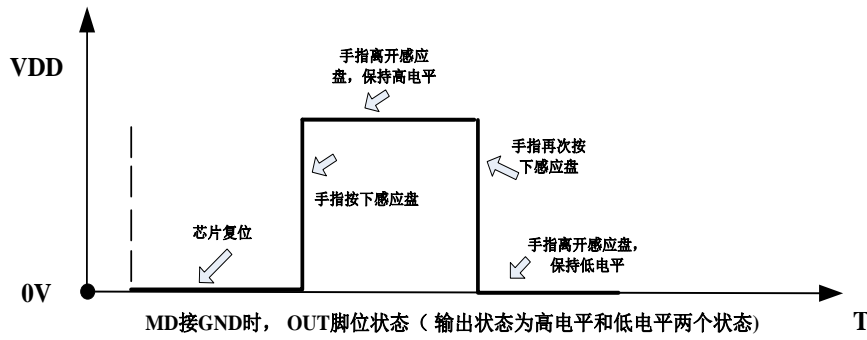 VDD
手指离开感应
盘，保持高电平
手指再次按
下感应盘
手指按下感应盘
芯片复位
手指离开感应盘，
保持低电平
0V
MD接GND时， OUT脚位状态（ 输出状态为高电平和低电平两个状态)
T